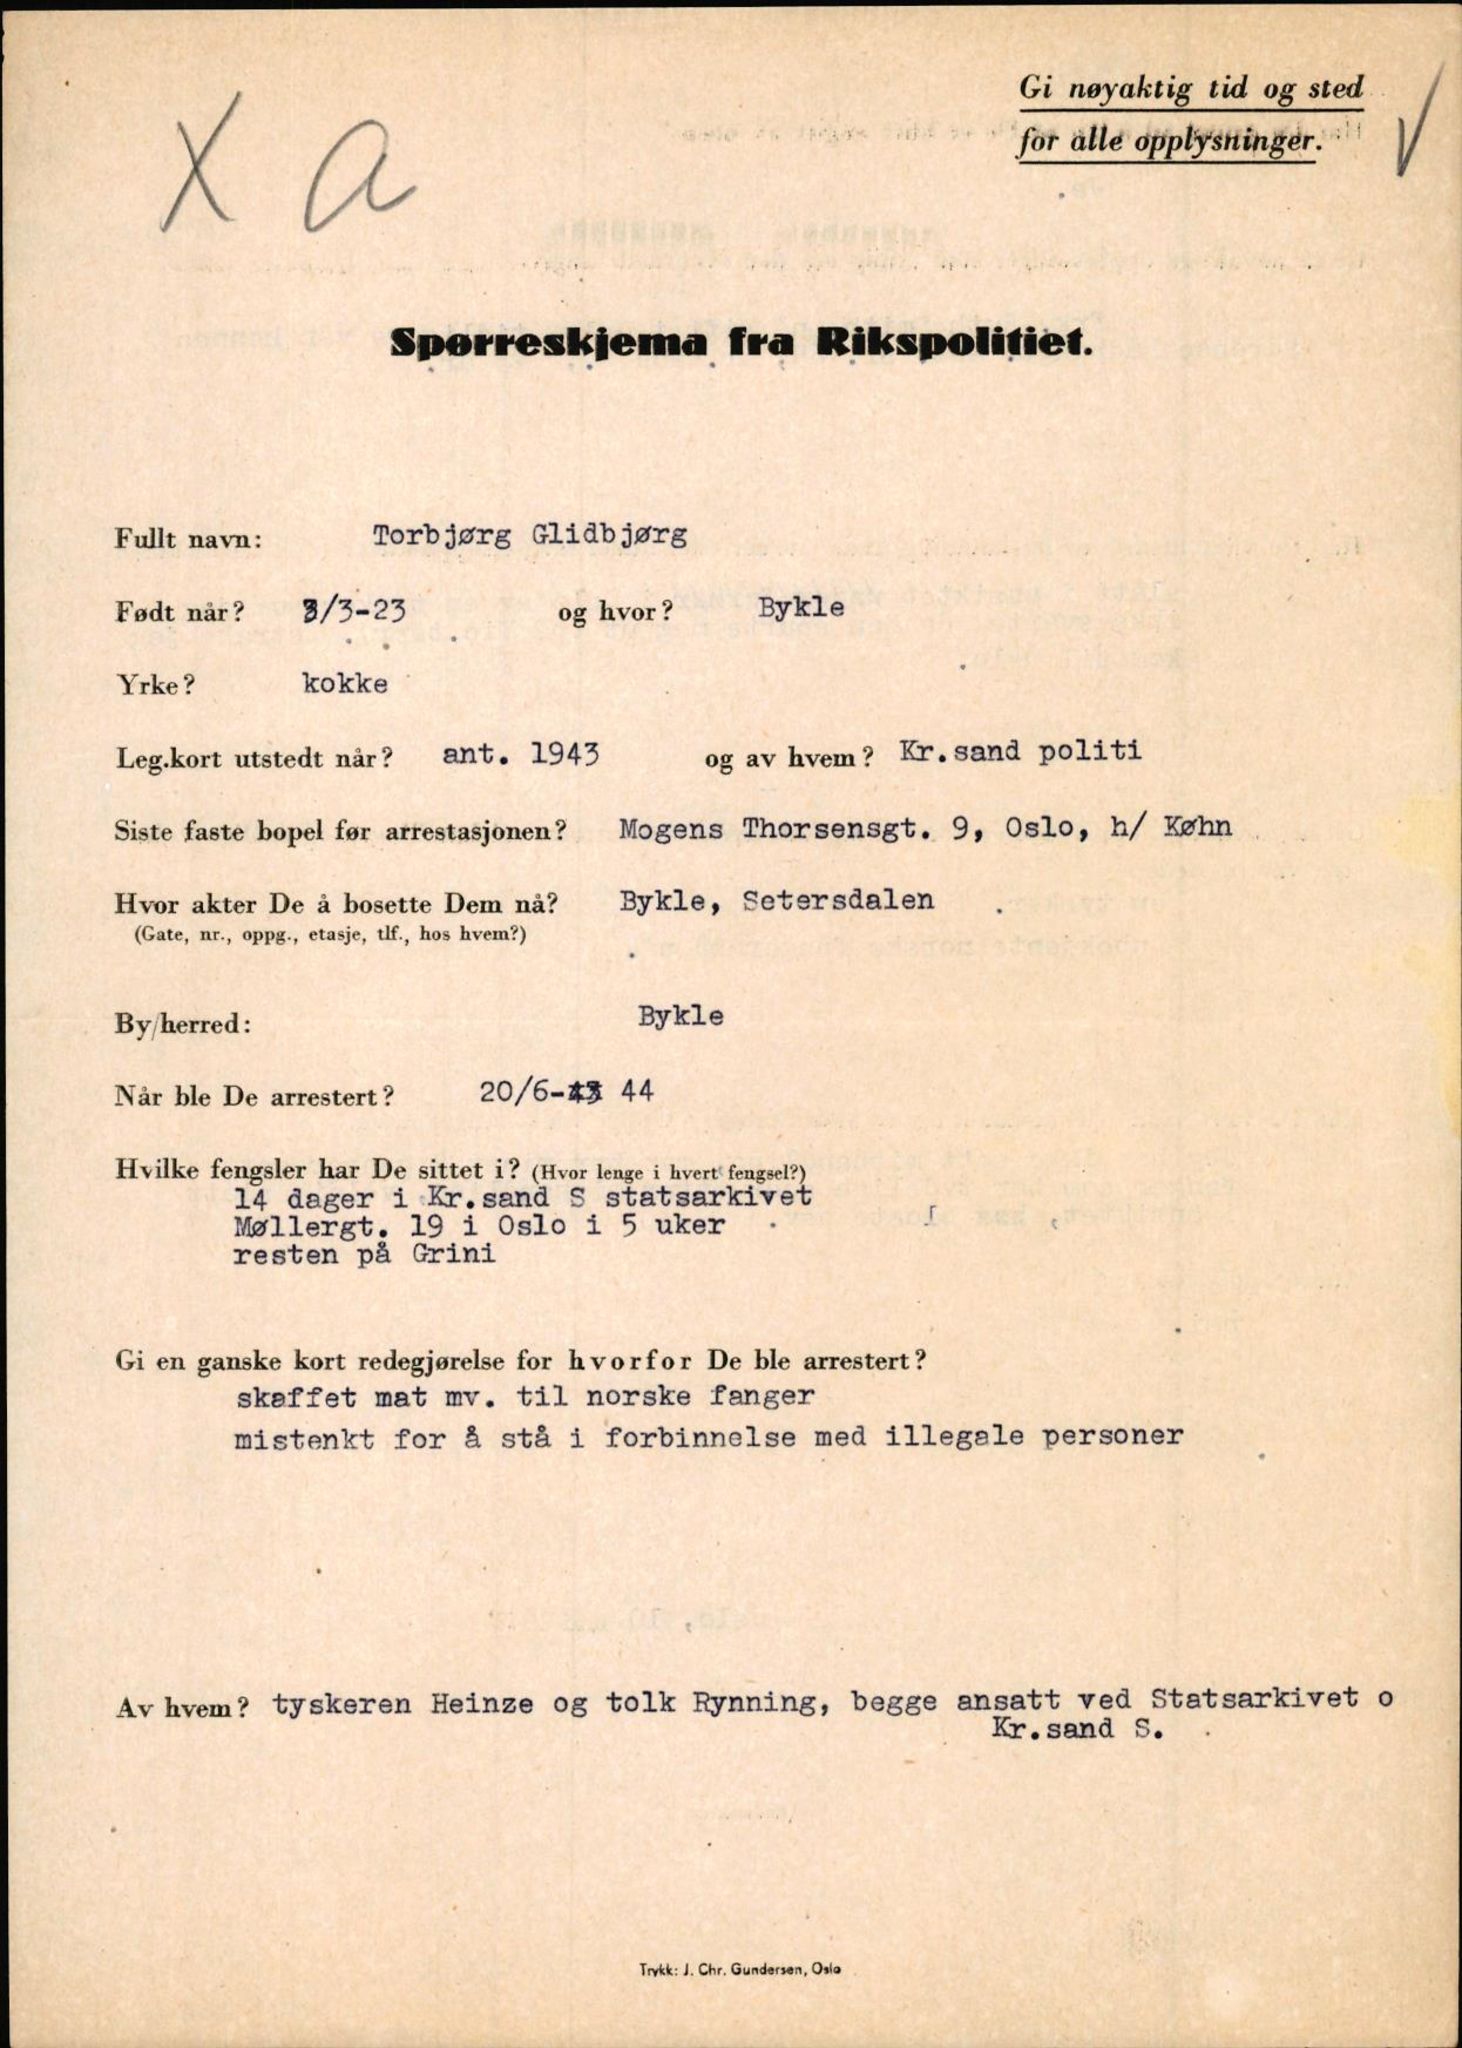 Gi nøyaktig tid og sted
for alle opplysninger.
X a
Spørreskjema fra Rikspolitiet.
Fullt navn: Torbjørg Glidbjørg
Født når? 3/3-23 og hvor? Bykle
Yrke? kokke
Leg.kort utstedt når? ant. 1943 og av hvem? Kr.sand politi
Siste faste bopel før arrestasjonen? Mogens Thorsensgt. 9, Oslo, h/ Køhn
Hvor akter De å bosette Dem nå? Bykle, Setersdalen
(Gate, nr., oppg., etasje, tlf., hos hvem?)
By/herred: Bykle
Når ble De arrestert? 20/6- 44
Hvilke fengsler har De sittet i? (Hvor lenge i hvert fengsel?)
14 dager i Kr.sand S statsarkivet
Møllergt. 19 i Oslo i 5 uker
resten på Grini
Gi en ganske kort redegjørelse for hvorfor De ble arrestert?
skaffet mat mv. til norske fanger
mistenkt for å stå i forbinnelse med illegale personer
Av hvem? tyskeren Heinze og tolk Rynning, begge ansatt ved Statsarkivet o
Kr.sand S.
Trykk: J. Chr. Gundersen, Oslo